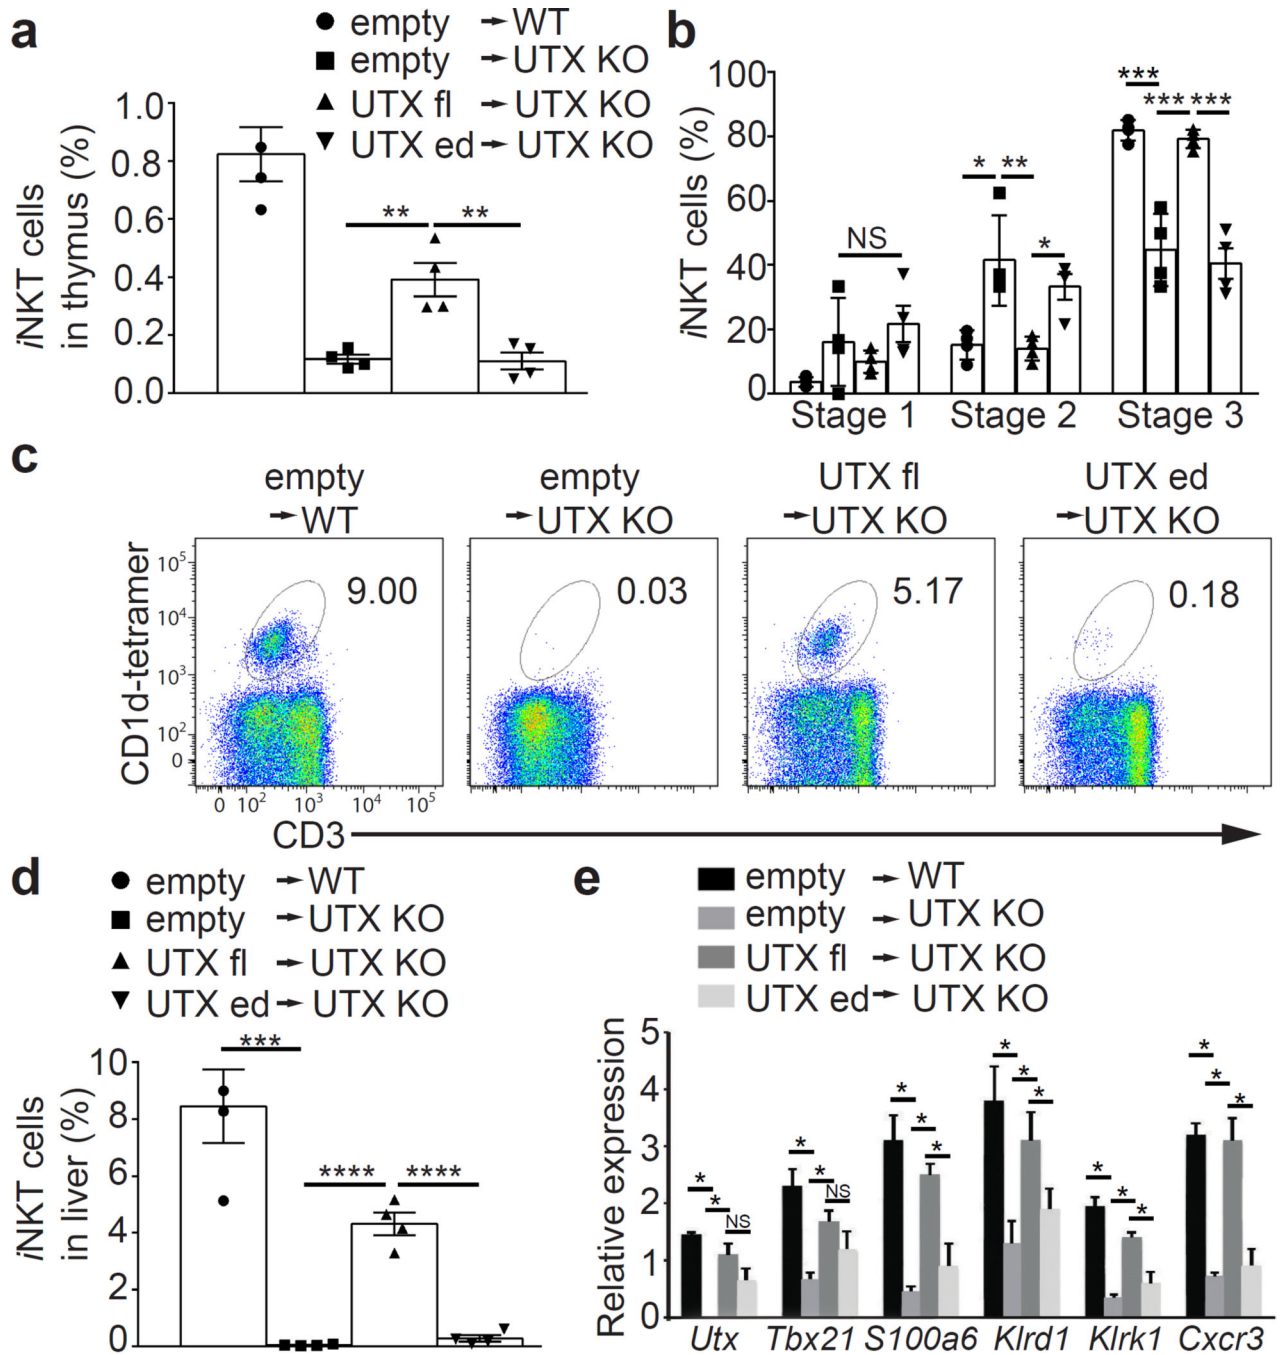 a
empty → WT
empty → UTX KO
UTX fl → UTX KO
UTX ed → UTX KO
iNKT cells
in thymus (%)
1.0
0.8
0.6
0.4
0.2
0.0
** **
b
iNKT cells (%)
100
80
60
40
20
0
NS
* ** *
*** *** ***
Stage 1 Stage 2 Stage 3
c
empty
→ WT
empty
→ UTX KO
UTX fl
→ UTX KO
UTX ed
→ UTX KO
CD1d-tetramer
10⁵
10⁴
10³
10²
0
9.00
0.03
5.17
0.18
0 10² 10³ 10⁴ 10⁵
CD3
d
empty → WT
empty → UTX KO
UTX fl → UTX KO
UTX ed → UTX KO
iNKT cells
in liver (%)
10
8
6
4
2
0
***
**** ****
e
empty → WT
empty → UTX KO
UTX fl → UTX KO
UTX ed → UTX KO
Relative expression
5
4
3
2
1
0
* * NS
* * NS
* * *
* * *
* * *
* * *
Utx Tbx21 S100a6 Klrd1 Klrk1 Cxcr3